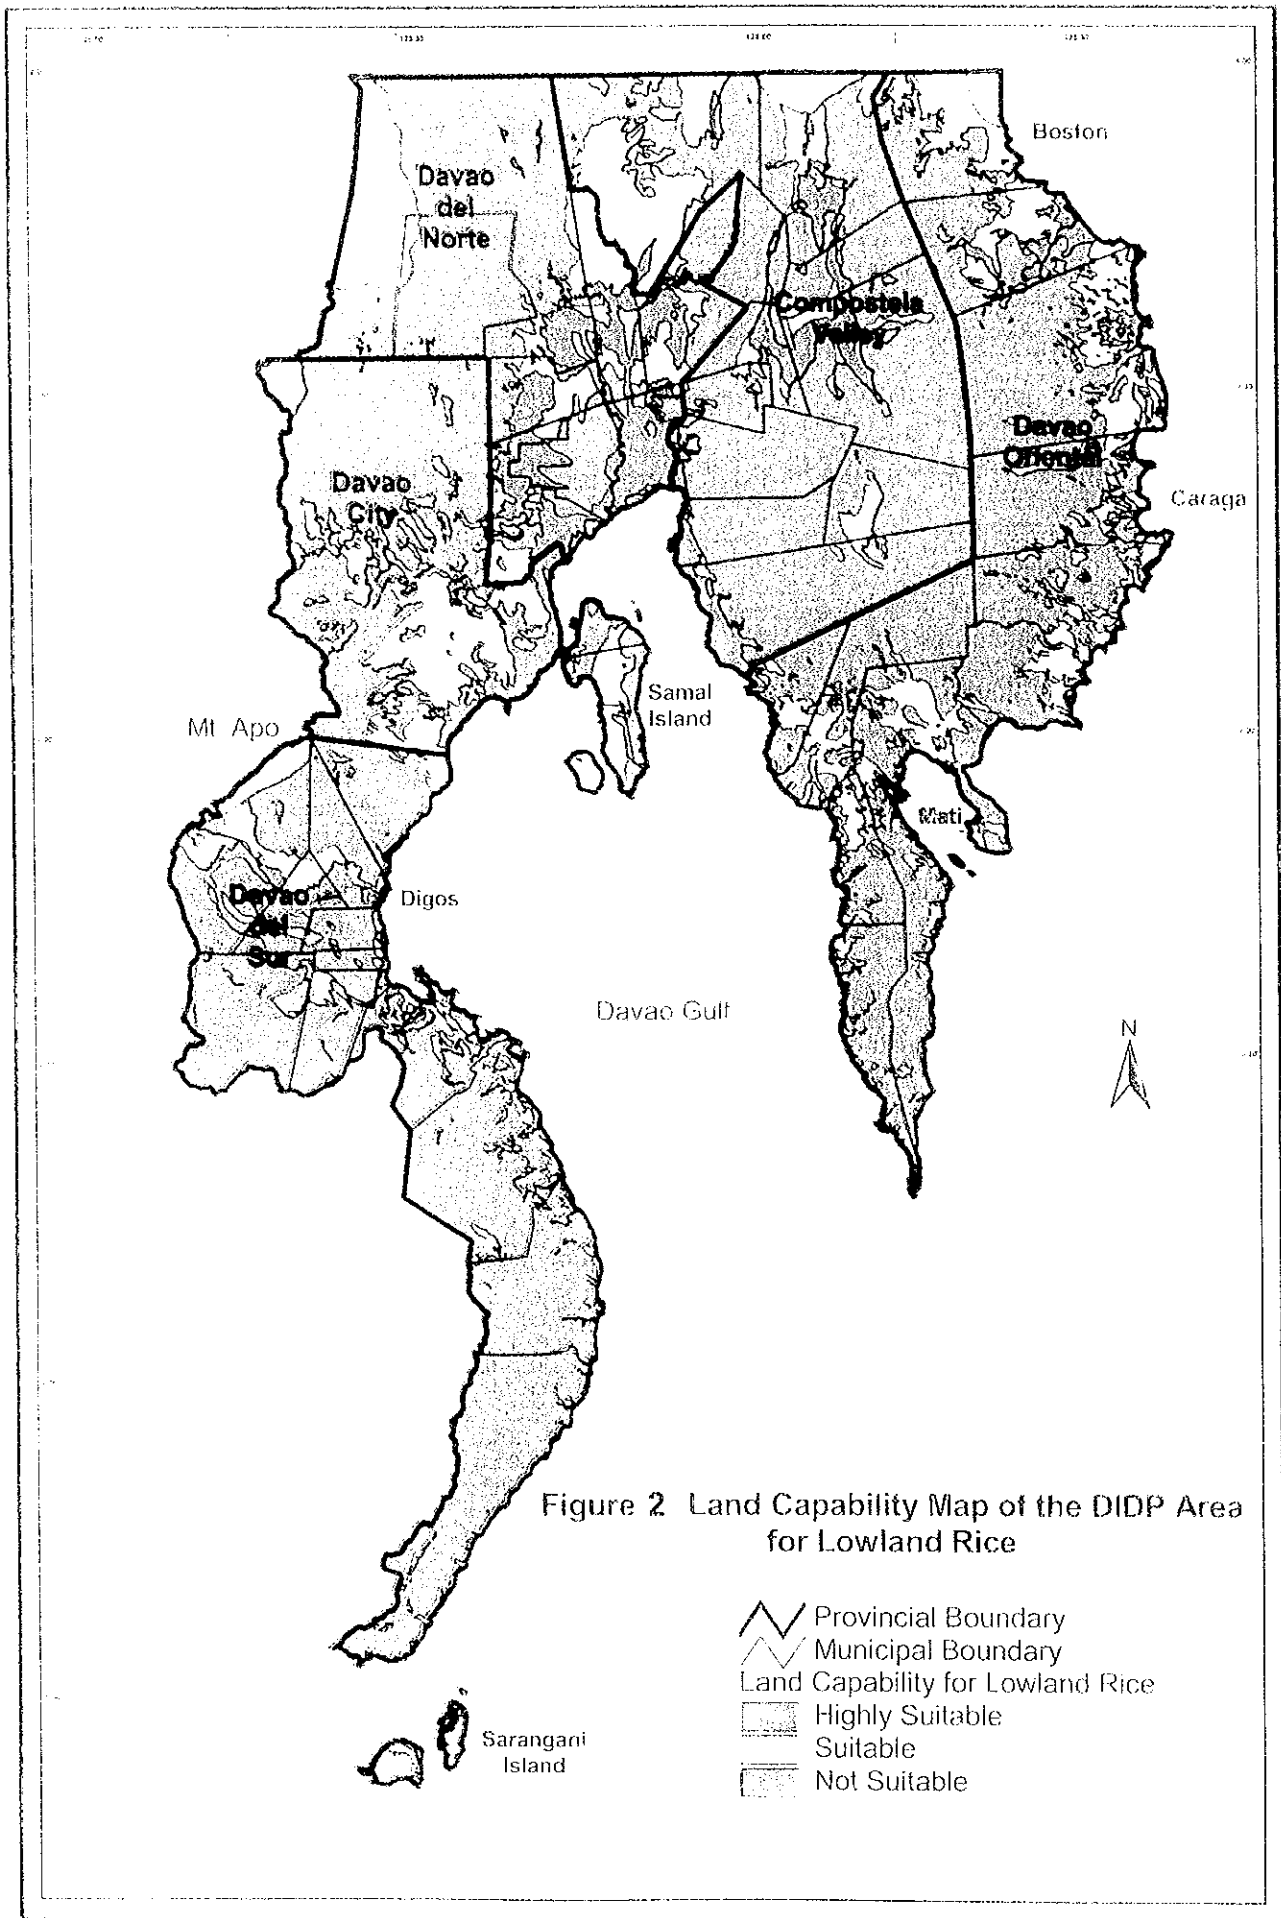 Boston
Davao
del
Norte
Compostela
Valley
Davao
Oriental
Davao
City
Caraga
Samal
Island
Mt. Apo
Mati
Davao
del
Sur
Digos
Davao Gulf
N
Figure 2 Land Capability Map of the DIDP Area
for Lowland Rice
Provincial Boundary
Municipal Boundary
Land Capability for Lowland Rice
Highly Suitable
Suitable
Not Suitable
Sarangani
Island